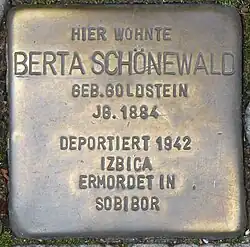 HIER WOHNTE
BERTA SCHÖNEWALD
GEB.GOLDSTEIN
JG. 1884
DEPORTIERT 1942
IZBICA
ERMORDET IN
SOBIBOR